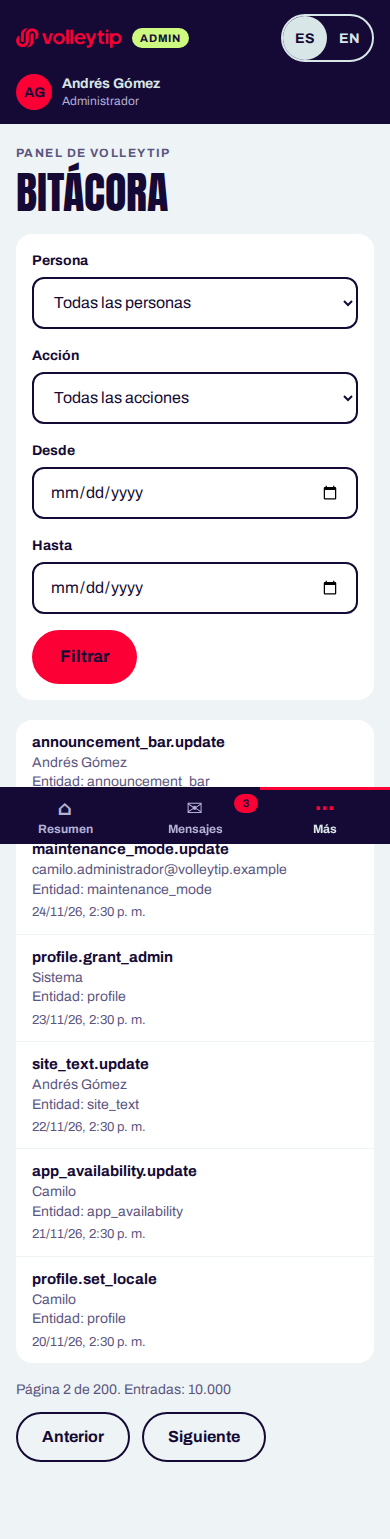 volleytip ADMIN ES EN
AG Andrés Gómez
Administrador
PANEL DE VOLLEYTIP
BITÁCORA
Persona
Todas las personas
Acción
Todas las acciones
Desde
mm/dd/yyyy
Hasta
mm/dd/yyyy
Filtrar
announcement_bar.update
Andrés Gómez
Entidad: announcement_bar
3
Resumen Mensajes Más
maintenance_mode.update
camilo.administrador@volleytip.example
Entidad: maintenance_mode
24/11/26, 2:30 p. m.
profile.grant_admin
Sistema
Entidad: profile
23/11/26, 2:30 p. m.
site_text.update
Andrés Gómez
Entidad: site_text
22/11/26, 2:30 p. m.
app_availability.update
Camilo
Entidad: app_availability
21/11/26, 2:30 p. m.
profile.set_locale
Camilo
Entidad: profile
20/11/26, 2:30 p. m.
Página 2 de 200. Entradas: 10.000
Anterior Siguiente